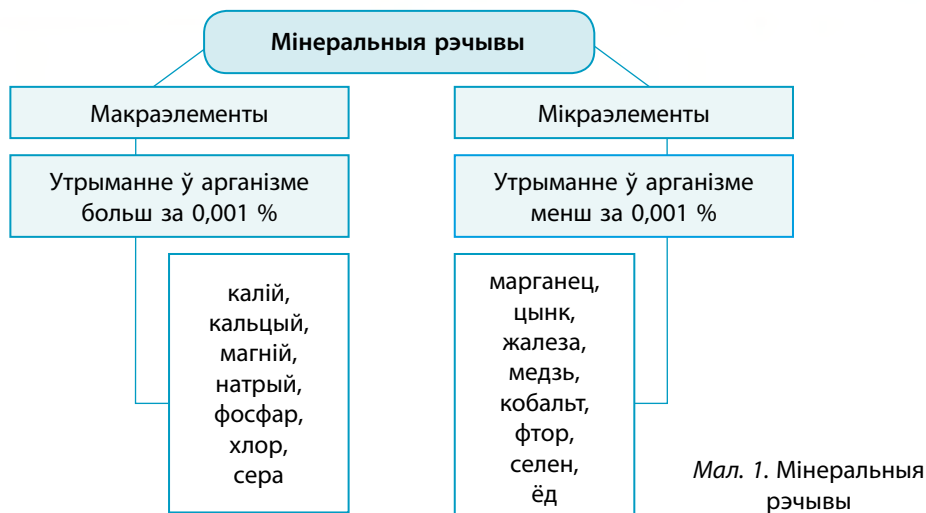 Мінеральныя рэчывы
Макраэлементы
Утрыманне ў арганізме
больш за 0,001 %
калій,
кальцый,
магній,
натрый,
фосфар,
хлор,
сера
Мікраэлементы
Утрыманне ў арганізме
менш за 0,001 %
марганец,
цынк,
жалеза,
медзь,
кобальт,
фтор,
селен,
ёд
Мал. 1. Мінеральныя
рэчывы